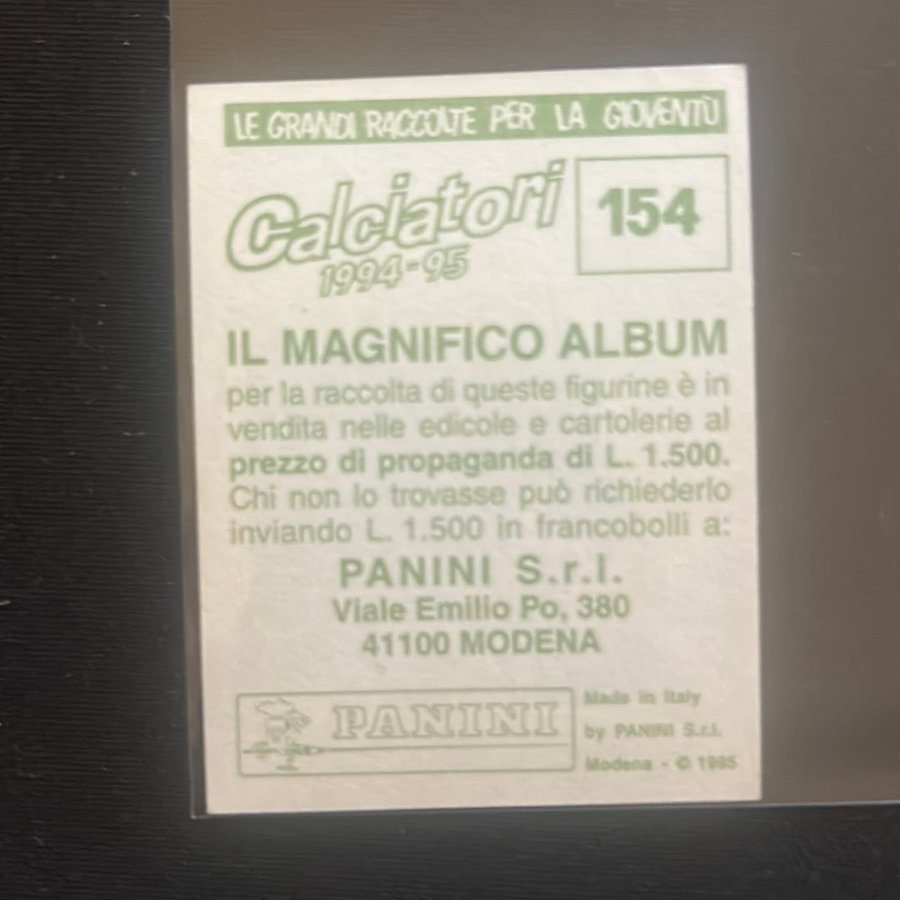 LE GRANDI RACCOLTE PER LA GIOVENTÙ
Calciatori
1994-95
154
IL MAGNIFICO ALBUM
per la raccolta di queste figurine è in
vendita nelle edicole e cartolerie al
prezzo di propaganda di L. 1.500.
Chi non lo trovasse può richiederlo
inviando L. 1.500 in francobolli a:
PANINI S.r.l.
Viale Emilio Po, 380
41100 MODENA
PANINI
Made in Italy
by PANINI S.r.l.
Modena - © 1995